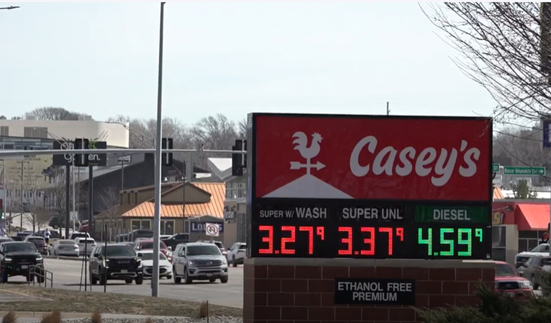 Casey's
SUPER W/ WASH SUPER UNL DIESEL
3.27⁹ 3.37⁹ 4.59⁹
ETHANOL FREE
PREMIUM